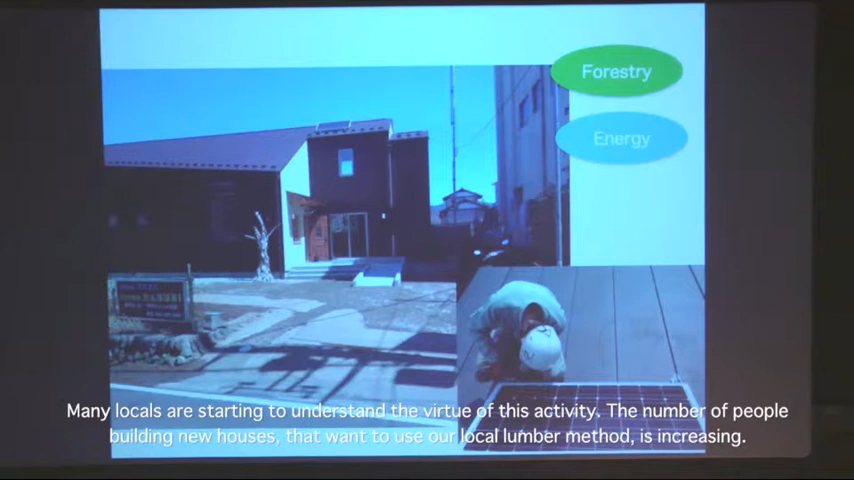 Forestry
Energy
Many locals are starting to understand the virtue of this activity. The number of people
building new houses, that want to use our local lumber method, is increasing.